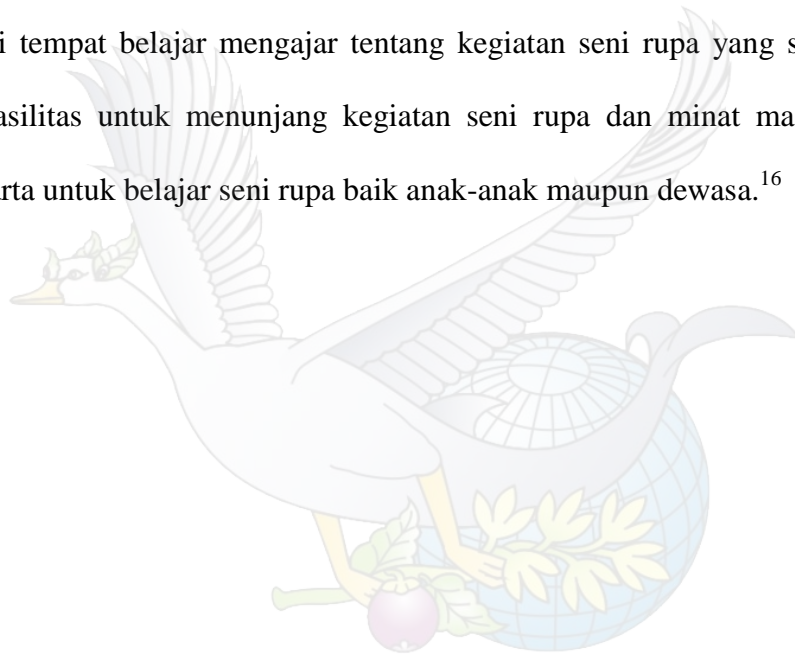 i tempat belajar mengajar tentang kegiatan seni rupa yang s
asilitas untuk menunjang kegiatan seni rupa dan minat ma
rta untuk belajar seni rupa baik anak-anak maupun dewasa.16